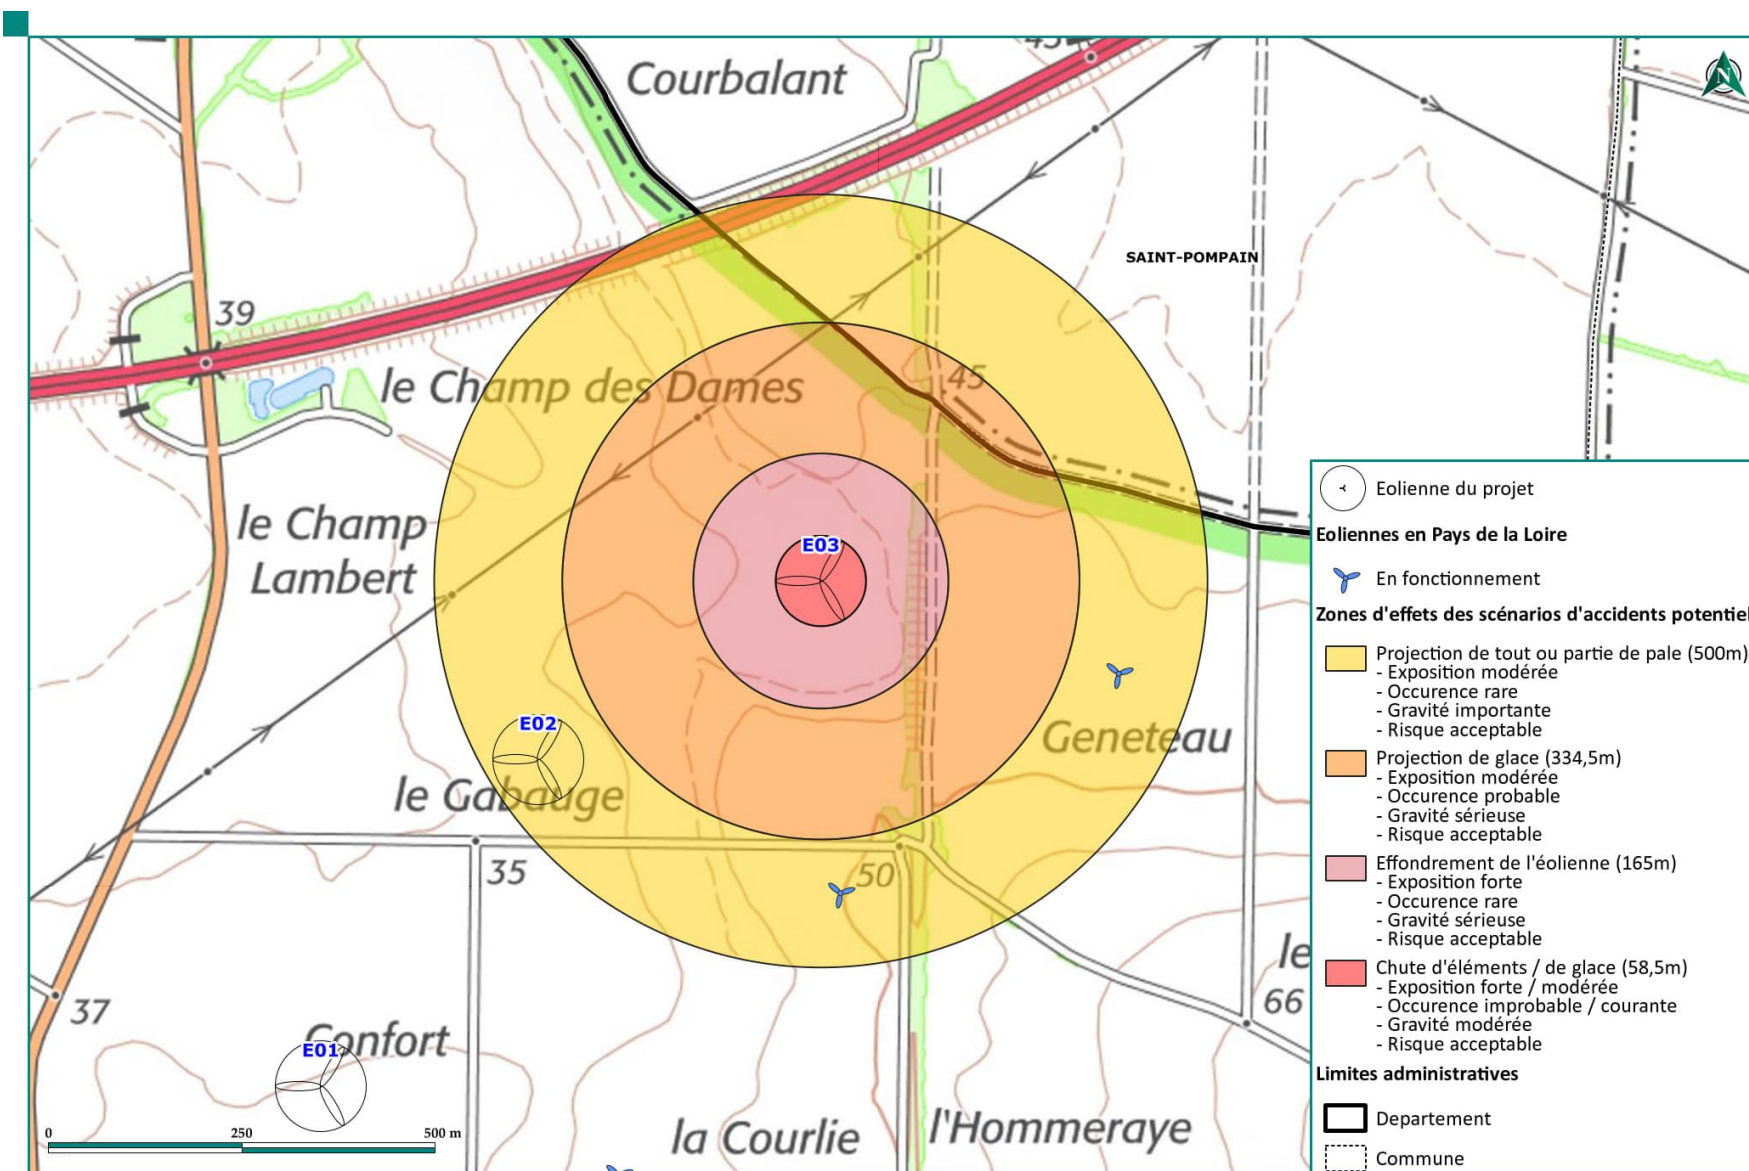 Courbalant
45
N
SAINT-POMPAIN
39
le Champ des Dames
45
le Champ
Lambert
E03
E02
Geneteau
le Gabauge
35
50
le
66
37
Confort
E01
la Courlie
l'Hommeraye
0 250 500 m
Eolienne du projet
Eoliennes en Pays de la Loire
En fonctionnement
Zones d'effets des scénarios d'accidents potentiel
Projection de tout ou partie de pale (500m)
- Exposition modérée
- Occurence rare
- Gravité importante
- Risque acceptable
Projection de glace (334,5m)
- Exposition modérée
- Occurence probable
- Gravité sérieuse
- Risque acceptable
Effondrement de l'éolienne (165m)
- Exposition forte
- Occurence rare
- Gravité sérieuse
- Risque acceptable
Chute d'éléments / de glace (58,5m)
- Exposition forte / modérée
- Occurence improbable / courante
- Gravité modérée
- Risque acceptable
Limites administratives
Departement
Commune